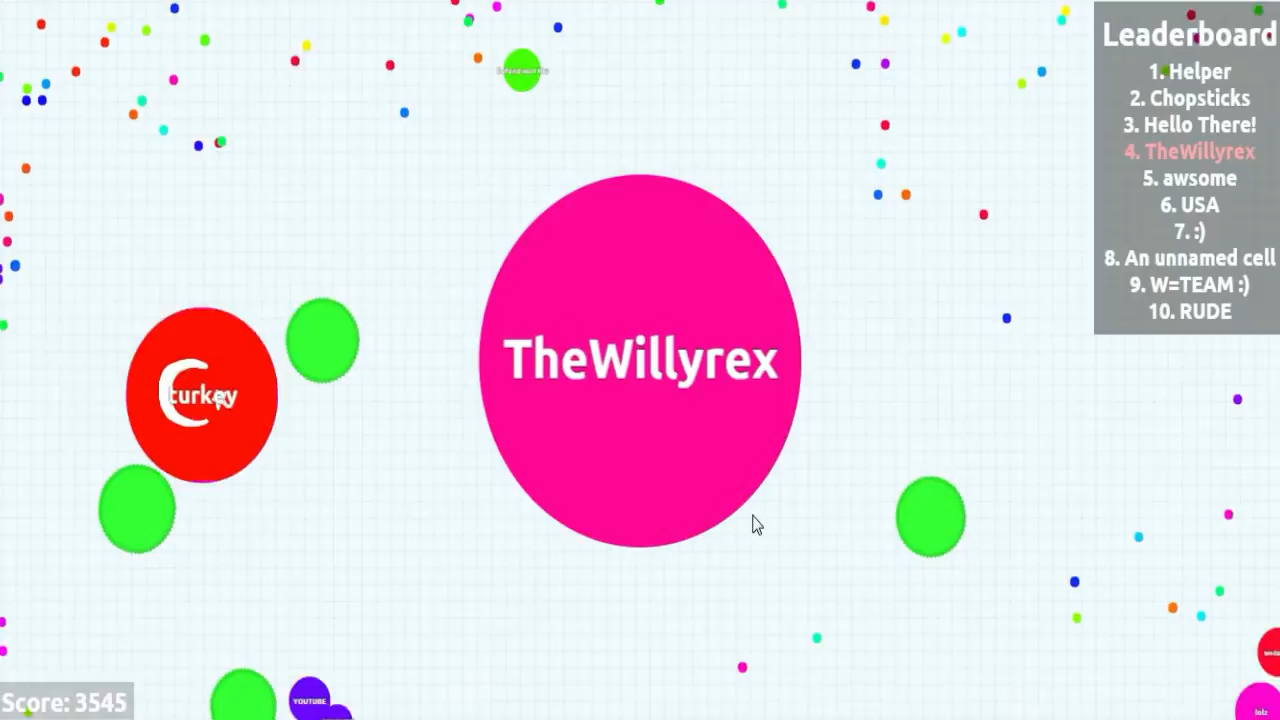 Leaderboard
1. Helper
2. Chopsticks
3. Hello There!
4. TheWillyrex
5. awsome
6. USA
7. :)
8. An unnamed cell
9. W=TEAM :)
10. RUDE
TheWillyrex
turkey
YOUTUBE
lolz
Score: 3545